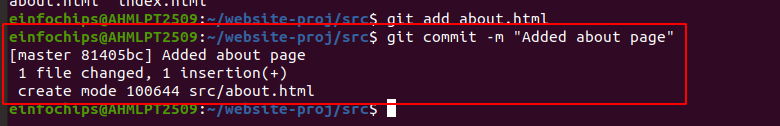 about.html index.html
einfochips@AHMLPT2509:~/website-proj/src$ git add about.html
einfochips@AHMLPT2509:~/website-proj/src$ git commit -m "Added about page"
[master 81405bc] Added about page
1 file changed, 1 insertion(+)
create mode 100644 src/about.html
einfochips@AHMLPT2509:~/website-proj/src$